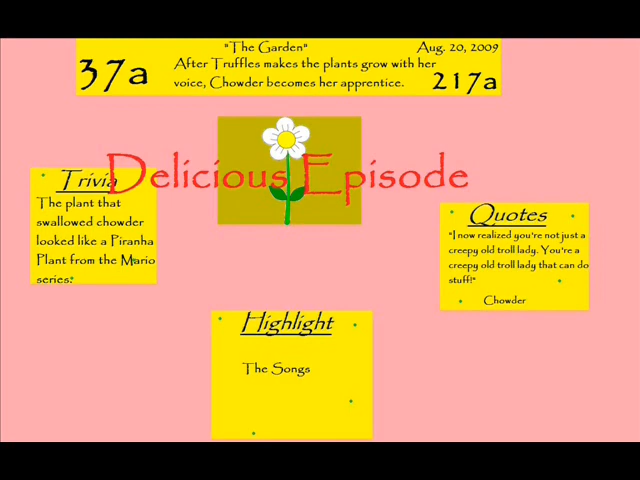 "The Garden"
Aug. 20, 2009
37a
After Truffles makes the plants grow with her
voice, Chowder becomes her apprentice.
217a
Delicious Episode
Trivia
The plant that
swallowed chowder
looked like a Piranha
Plant from the Mario
series.
Quotes
"I now realized you're not just a
creepy old troll lady. You're a
creepy old troll lady that can do
stuff!"
Chowder
Highlight
The Songs